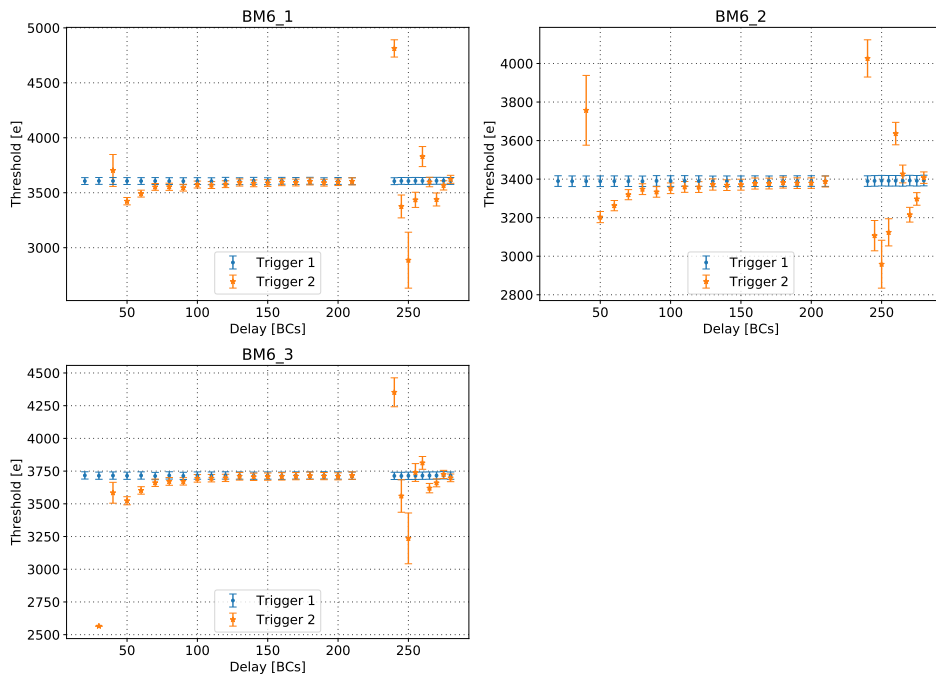 BM6_1
Threshold [e]
5000
4500
4000
3500
3000
50
100
150
200
250
Delay [BCs]
Trigger 1
Trigger 2
BM6_2
Threshold [e]
4000
3800
3600
3400
3200
3000
2800
50
100
150
200
250
Delay [BCs]
Trigger 1
Trigger 2
BM6_3
Threshold [e]
4500
4250
4000
3750
3500
3250
3000
2750
2500
50
100
150
200
250
Delay [BCs]
Trigger 1
Trigger 2